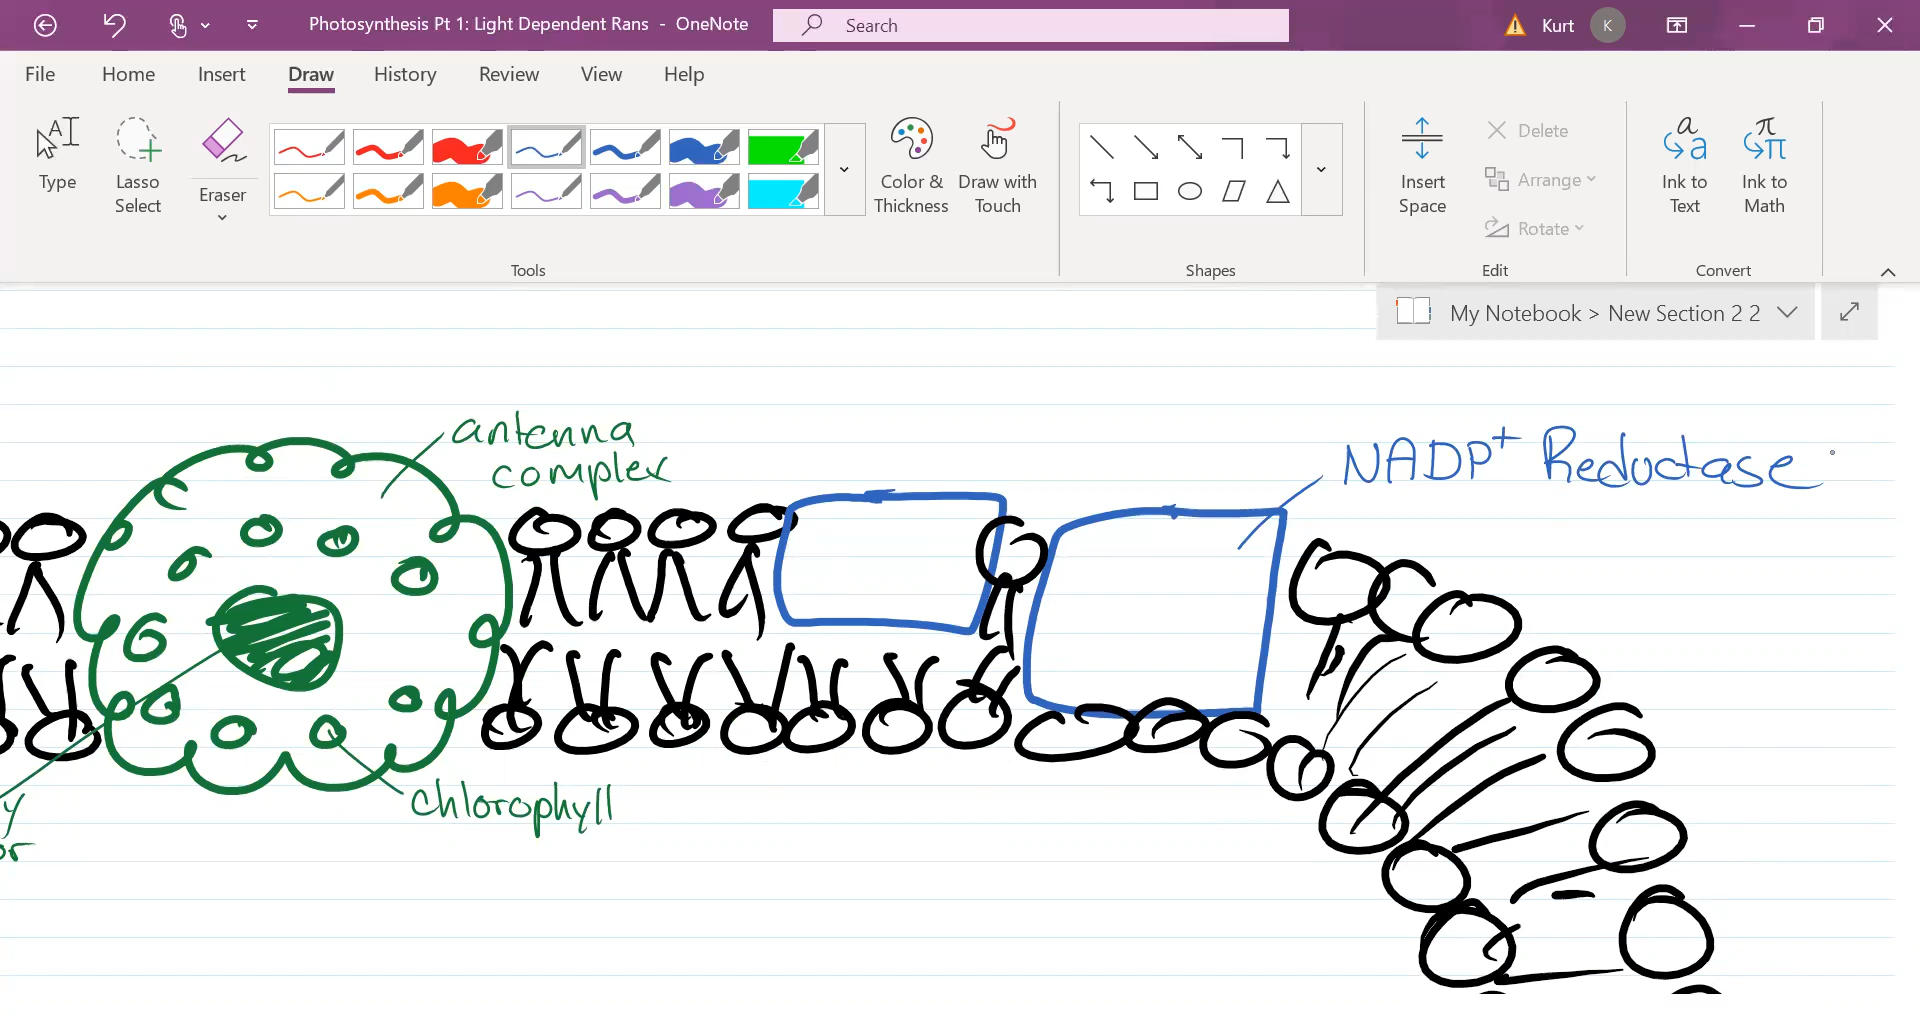 Photosynthesis Pt 1: Light Dependent Rans - OneNote
Search
Kurt
K
File
Home
Insert
Draw
History
Review
View
Help
Type
Lasso
Select
Eraser
Color &
Thickness
Draw with
Touch
Insert
Space
Delete
Arrange
Rotate
Ink to
Text
Ink to
Math
Tools
Shapes
Edit
Convert
My Notebook > New Section 2 2
antenna
complex
NADP+ Reductase
chlorophyll
y
or